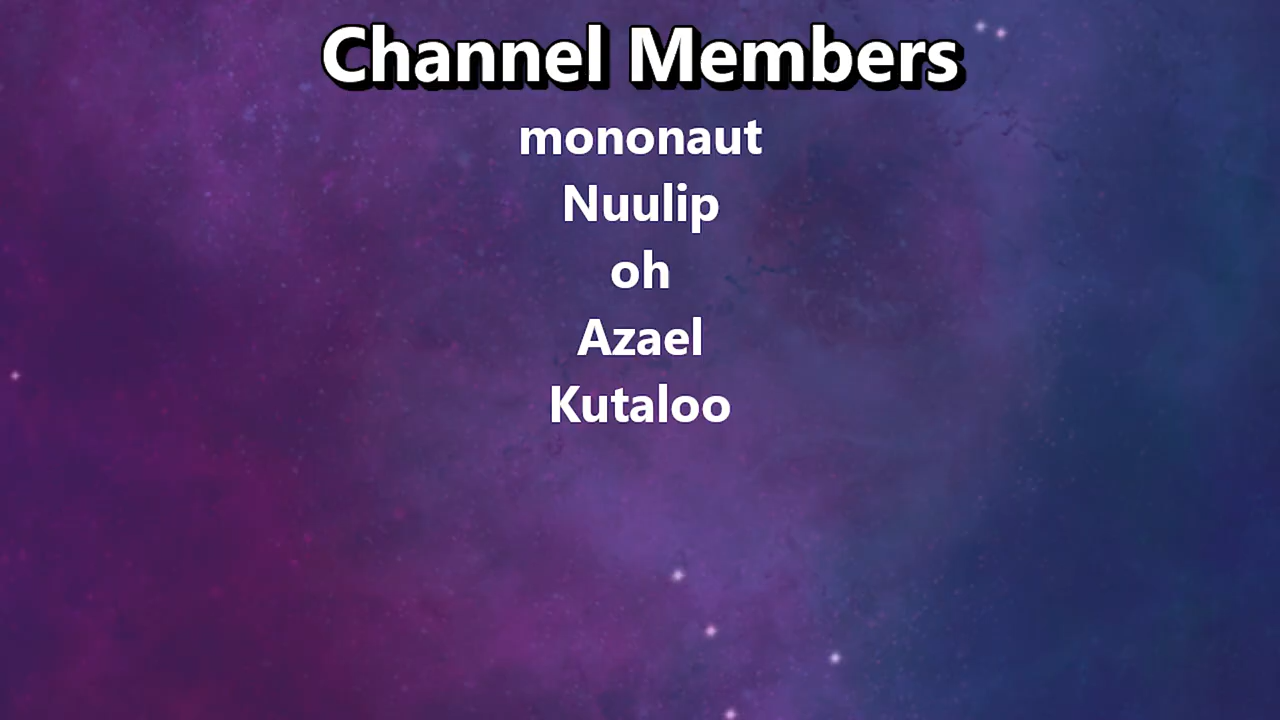 Channel Members
mononaut
Nuulip
oh
Azael
Kutaloo